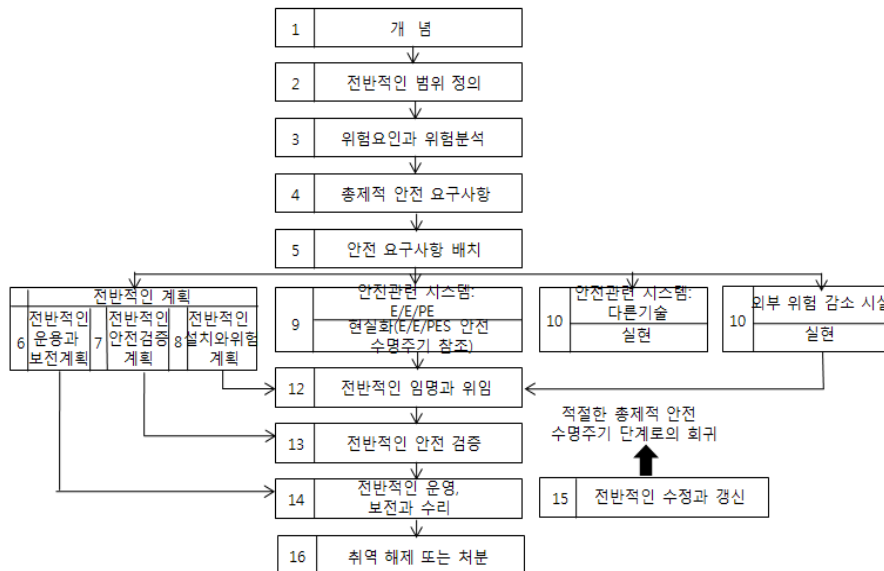 1 개 념
2 전반적인 범위 정의
3 위험요인과 위험분석
4 총제적 안전 요구사항
5 안전 요구사항 배치
전반적인 계획
6 전반적인
운용과
보전계획
7 전반적인
안전검증
계획
8 전반적인
설치와위험
계획
9 안전관련 시스템:
E/E/PE
현실화(E/E/PES 안전
수명주기 참조)
10 안전관련 시스템:
다른기술
실현
10 외부 위험 감소 시설
실현
12 전반적인 임명과 위임
13 전반적인 안전 검증
14 전반적인 운영,
보전과 수리
적절한 총제적 안전
수명주기 단계로의 회귀
15 전반적인 수정과 갱신
16 취역 해제 또는 처분